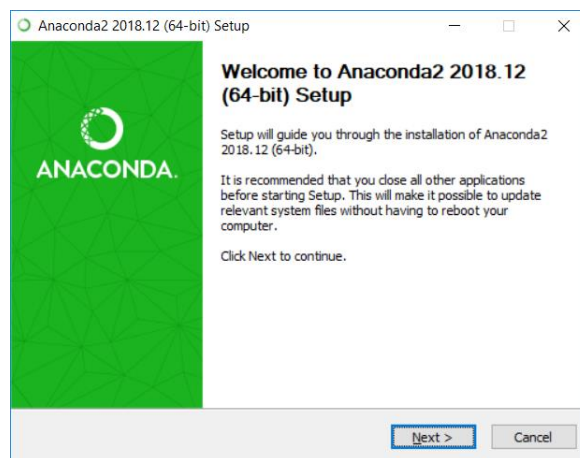 Anaconda2 2018.12 (64-bit) Setup
Welcome to Anaconda2 2018.12
(64-bit) Setup
Setup will guide you through the installation of Anaconda2
2018.12 (64-bit).
It is recommended that you close all other applications
before starting Setup. This will make it possible to update
relevant system files without having to reboot your
computer.
Click Next to continue.
ANACONDA.
Next >
Cancel